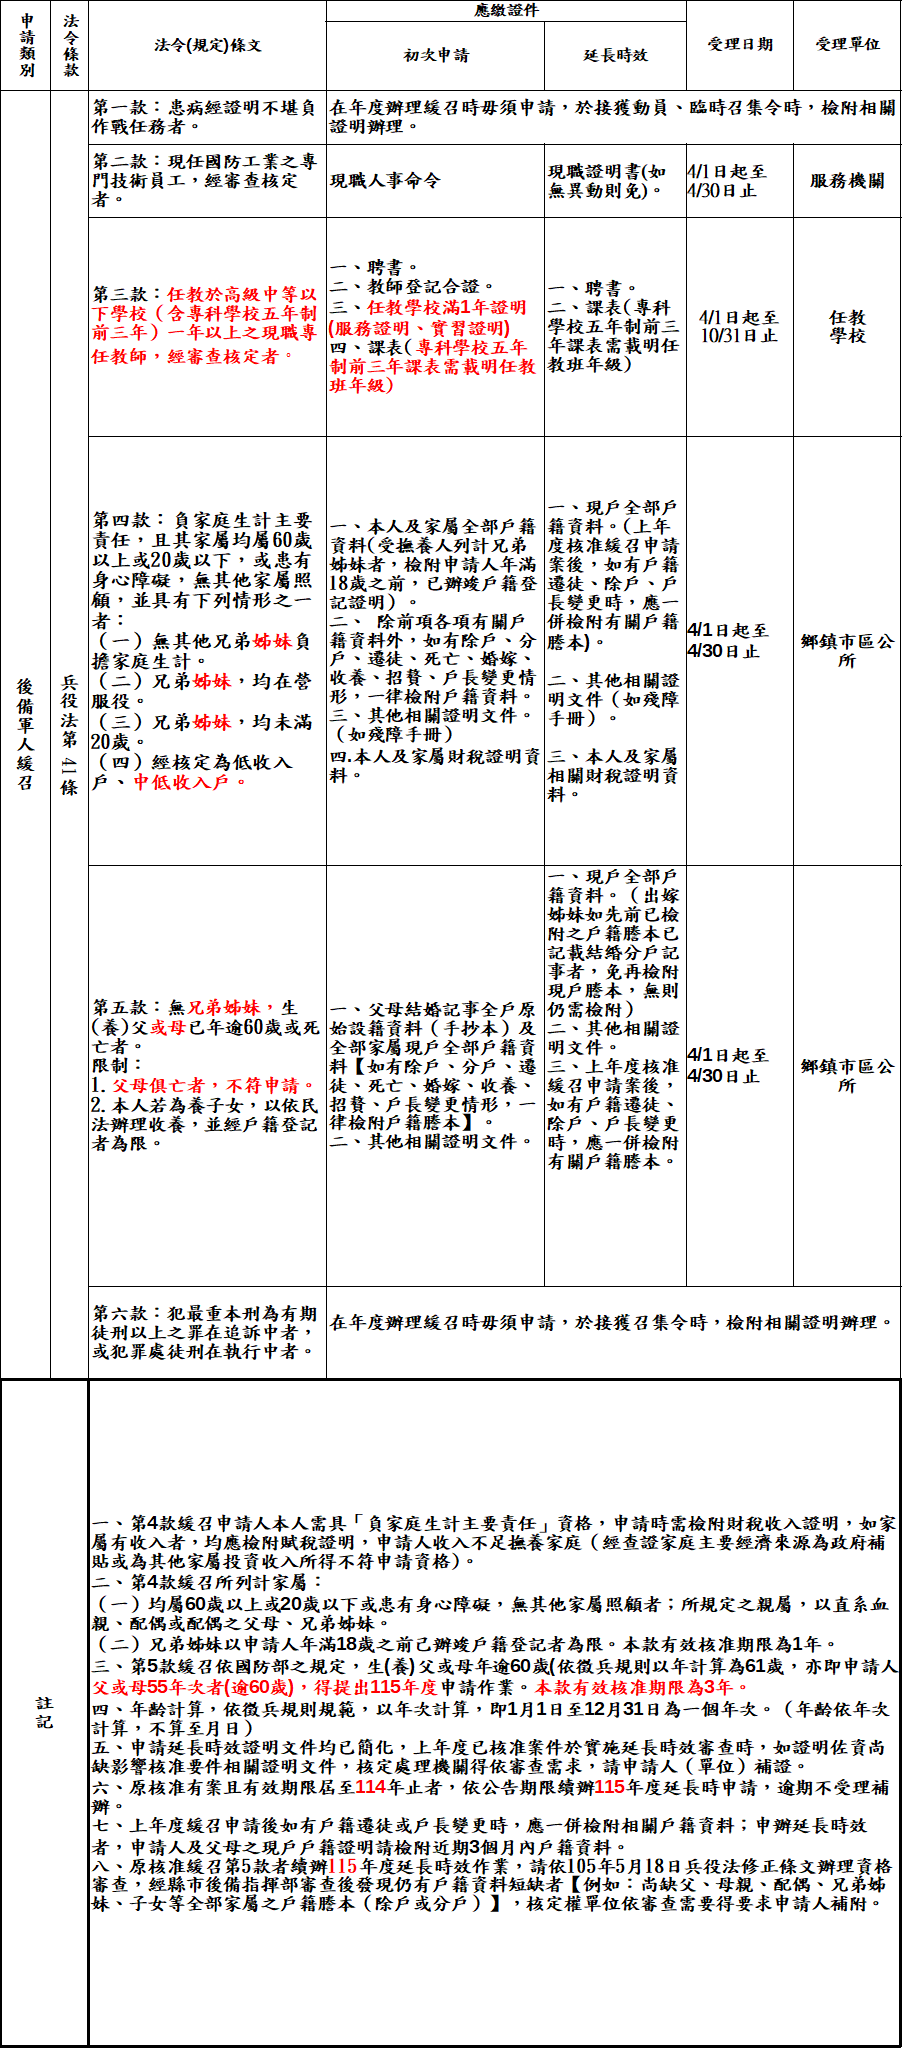 申請類別
法令條款
法令(規定)條文
應繳證件
初次申請
延長時效
受理日期
受理單位
後備軍人緩召
兵役法第 41 條
第一款：患病經證明不堪負
作戰任務者。
在年度辦理緩召時毋須申請，於接獲動員、臨時召集令時，檢附相關
證明辦理。
第二款：現任國防工業之專
門技術員工，經審查核定
者。
現職人事命令
現職證明書(如
無異動則免)。
4/1日起至
4/30日止
服務機關
第三款：任教於高級中等以
下學校（含專科學校五年制
前三年）一年以上之現職專
任教師，經審查核定者。
一、聘書。
二、教師登記合證。
三、任教學校滿1年證明
(服務證明、實習證明)
四、課表(專科學校五年
制前三年課表需載明任教
班年級)
一、聘書。
二、課表(專科
學校五年制前三
年課表需載明任
教班年級)
4/1日起至
10/31日止
任教
學校
第四款：負家庭生計主要
責任，且其家屬均屬60歲
以上或20歲以下，或患有
身心障礙，無其他家屬照
顧，並具有下列情形之一
者：
（一）無其他兄弟姊妹負
擔家庭生計。
（二）兄弟姊妹，均在營
服役。
（三）兄弟姊妹，均未滿
20歲。
（四）經核定為低收入
戶、中低收入戶。
一、本人及家屬全部戶籍
資料(受撫養人列計兄弟
姊妹者，檢附申請人年滿
18歲之前，已辦竣戶籍登
記證明）。
二、 除前項各項有關戶
籍資料外，如有除戶、分
戶、遷徒、死亡、婚嫁、
收養、招贅、戶長變更情
形，一律檢附戶籍資料。
三、其他相關證明文件。
（如殘障手冊）
四.本人及家屬財稅證明資
料。
一、現戶全部戶
籍資料。(上年
度核准緩召申請
案後，如有戶籍
遷徒、除戶、戶
長變更時，應一
併檢附有關戶籍
謄本)。
二、其他相關證
明文件（如殘障
手冊）。
三、本人及家屬
相關財稅證明資
料。
4/1日起至
4/30日止
鄉鎮市區公
所
第五款：無兄弟姊妹，生
(養)父或母已年逾60歲或死
亡者。
限制：
1.父母俱亡者，不符申請。
2.本人若為養子女，以依民
法辦理收養，並經戶籍登記
者為限。
一、父母結婚記事全戶原
始設籍資料（手抄本）及
全部家屬現戶全部戶籍資
料【如有除戶、分戶、遷
徒、死亡、婚嫁、收養、
招贅、戶長變更情形，一
律檢附戶籍謄本】。
二、其他相關證明文件。
一、現戶全部戶
籍資料。（出嫁
姊妹如先前已檢
附之戶籍謄本已
記載結婚分戶記
事者，免再檢附
現戶謄本，無則
仍需檢附）
二、其他相關證
明文件。
三、上年度核准
緩召申請案後，
如有戶籍遷徒、
除戶、戶長變更
時，應一併檢附
有關戶籍謄本。
4/1日起至
4/30日止
鄉鎮市區公
所
第六款：犯最重本刑為有期
徒刑以上之罪在追訴中者，
或犯罪處徒刑在執行中者。
在年度辦理緩召時毋須申請，於接獲召集令時，檢附相關證明辦理。
註記
一、第4款緩召申請人本人需具「負家庭生計主要責任」資格，申請時需檢附財稅收入證明，如家
屬有收入者，均應檢附賦稅證明，申請人收入不足撫養家庭（經查證家庭主要經濟來源為政府補
貼或為其他家屬投資收入所得不符申請資格)。
二、第4款緩召所列計家屬：
（一）均屬60歲以上或20歲以下或患有身心障礙，無其他家屬照顧者；所規定之親屬，以直系血
親、配偶或配偶之父母、兄弟姊妹。
（二）兄弟姊妹以申請人年滿18歲之前已辦竣戶籍登記者為限。本款有效核准期限為1年。
三、第5款緩召依國防部之規定，生(養)父或母年逾60歲(依徵兵規則以年計算為61歲，亦即申請人
父或母55年次者(逾60歲)，得提出115年度申請作業。本款有效核准期限為3年。
四、年齡計算，依徵兵規則規範，以年次計算，即1月1日至12月31日為一個年次。（年齡依年次
計算，不算至月日）
五、申請延長時效證明文件均已簡化，上年度已核准案件於實施延長時效審查時，如證明佐資尚
缺影響核准要件相關證明文件，核定處理機關得依審查需求，請申請人（單位）補證。
六、原核准有案且有效期限屆至114年止者，依公告期限續辦115年度延長時申請，逾期不受理補
辦。
七、上年度緩召申請後如有戶籍遷徒或戶長變更時，應一併檢附相關戶籍資料；申辦延長時效
者，申請人及父母之現戶戶籍證明請檢附近期3個月內戶籍資料。
八、原核准緩召第5款者續辦115年度延長時效作業，請依105年5月18日兵役法修正條文辦理資格
審查，經縣市後備指揮部審查後發現仍有戶籍資料短缺者【例如：尚缺父、母親、配偶、兄弟姊
妹、子女等全部家屬之戶籍謄本（除戶或分戶）】，核定權單位依審查需要得要求申請人補附。